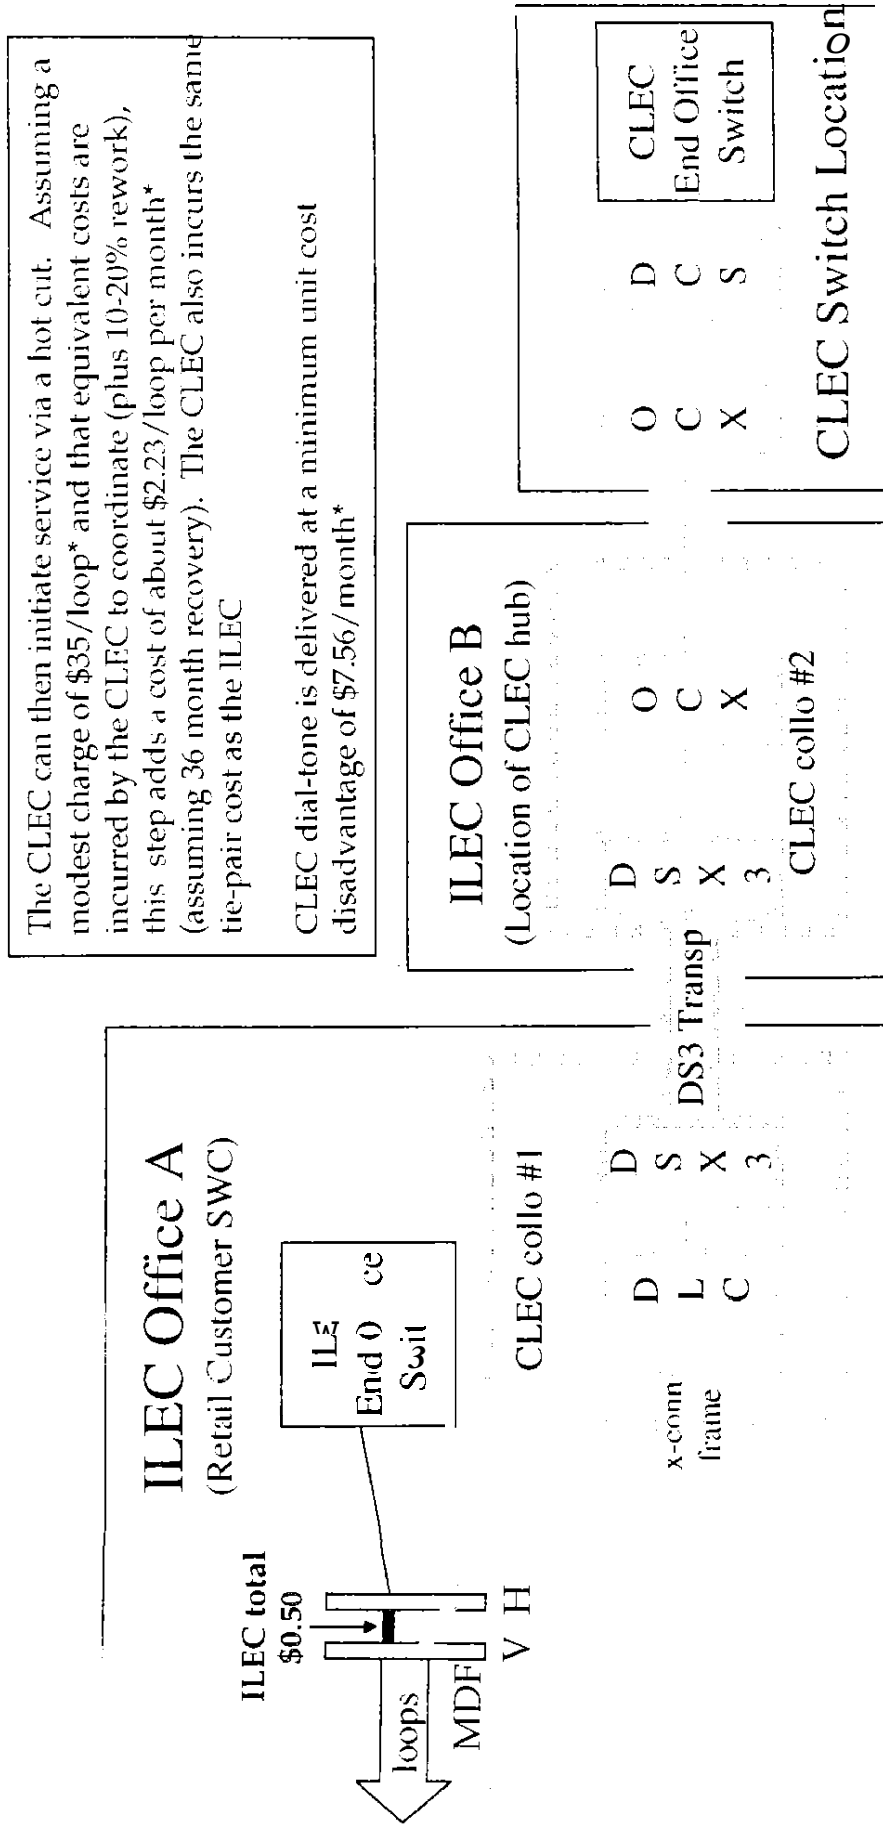 The CLEC can then initiate service via a hot cut. Assuming a
modest charge of $35/loop* and that equivalent costs are
incurred by the CLEC to coordinate (plus 10-20% rework),
this step adds a cost of about $2.23/loop per month*
(assuming 36 month recovery). The CLEC also incurs the same
tie-pair cost as the ILEC
CLEC dial-tone is delivered at a minimum unit cost
disadvantage of $7.56/month*
ILEC Office A
(Retail Customer SWC)
ILEC total
$0.50
loops
MDF
V H
End
CLEC collo #1
x-conn
frame
D
L
C
D
S
X
3
DS3 Transp
ILEC Office B
(Location of CLEC hub)
D
S
X
3
O
C
X
CLEC collo #2
O
C
X
D
C
S
CLEC
End Office
Switch
CLEC Switch Location